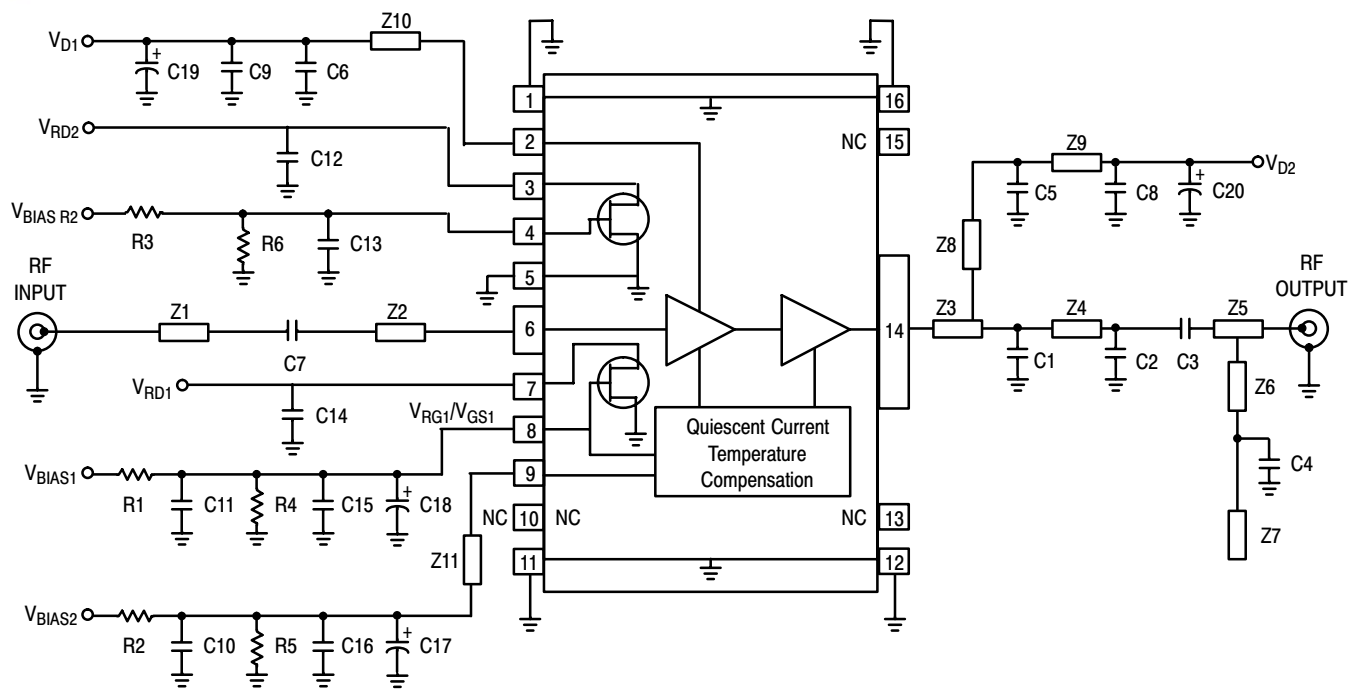 Z10
V_D1
+
C19
C9
C6
1
16
V_RD2
2
NC
15
C12
Z9
V_D2
3
C5
C8
+
C20
V_BIAS R2
R3
R6
C13
4
Z8
5
RF
INPUT
RF
OUTPUT
Z1
C7
Z2
6
14
Z3
Z4
Z5
C1
C2
C3
V_RD1
7
C14
V_RG1/V_GS1
8
Z6
Quiescent Current
Temperature
Compensation
V_BIAS1
9
C4
R1
C11
R4
C15
+
C18
NC
10
NC
NC
13
Z7
Z11
11
12
V_BIAS2
R2
C10
R5
C16
+
C17